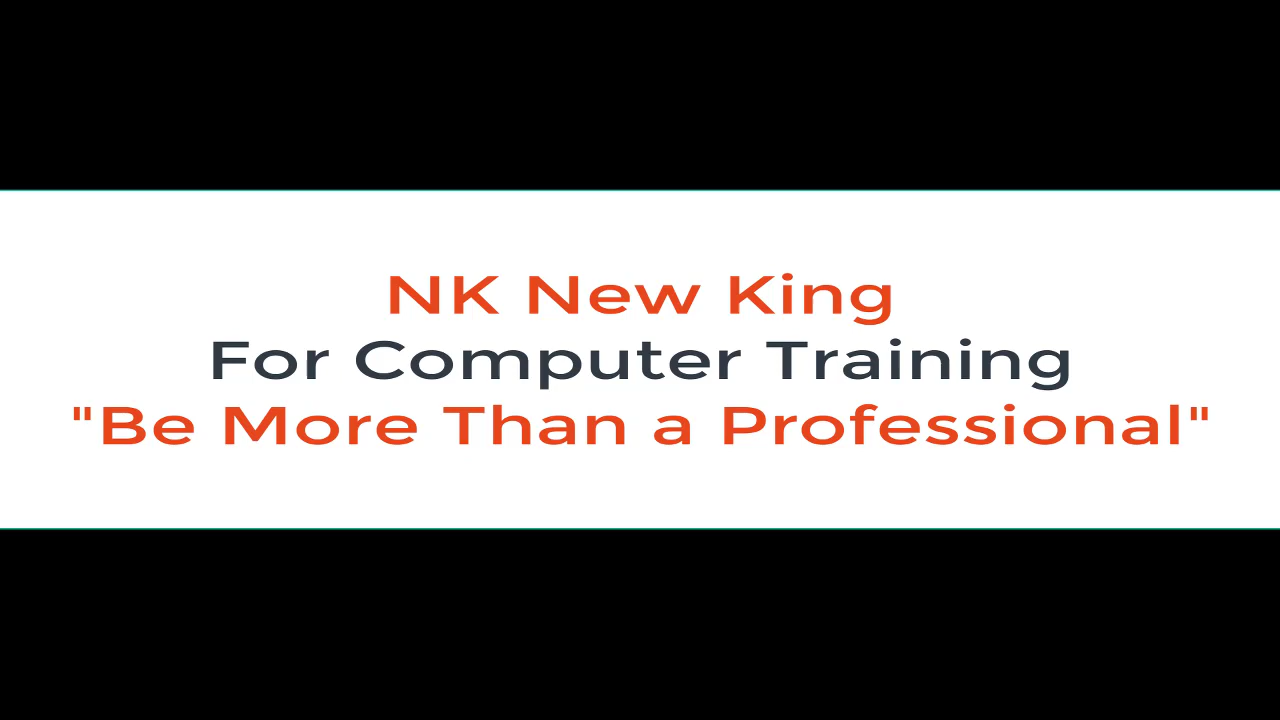 NK New King
For Computer Training
"Be More Than a Professional"